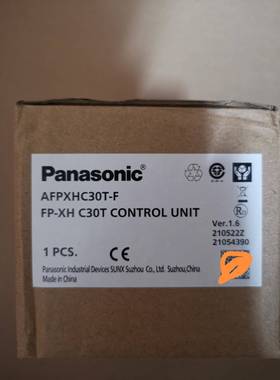 Panasonic®
AFPXHC30T-F
FP-XH C30T CONTROL UNIT
Ver.1.6
210522Z
21054390
1 PCS. CE
Panasonic Industrial Devices SUNX Suzhou Co., Ltd. Suzhou,China
Made in China